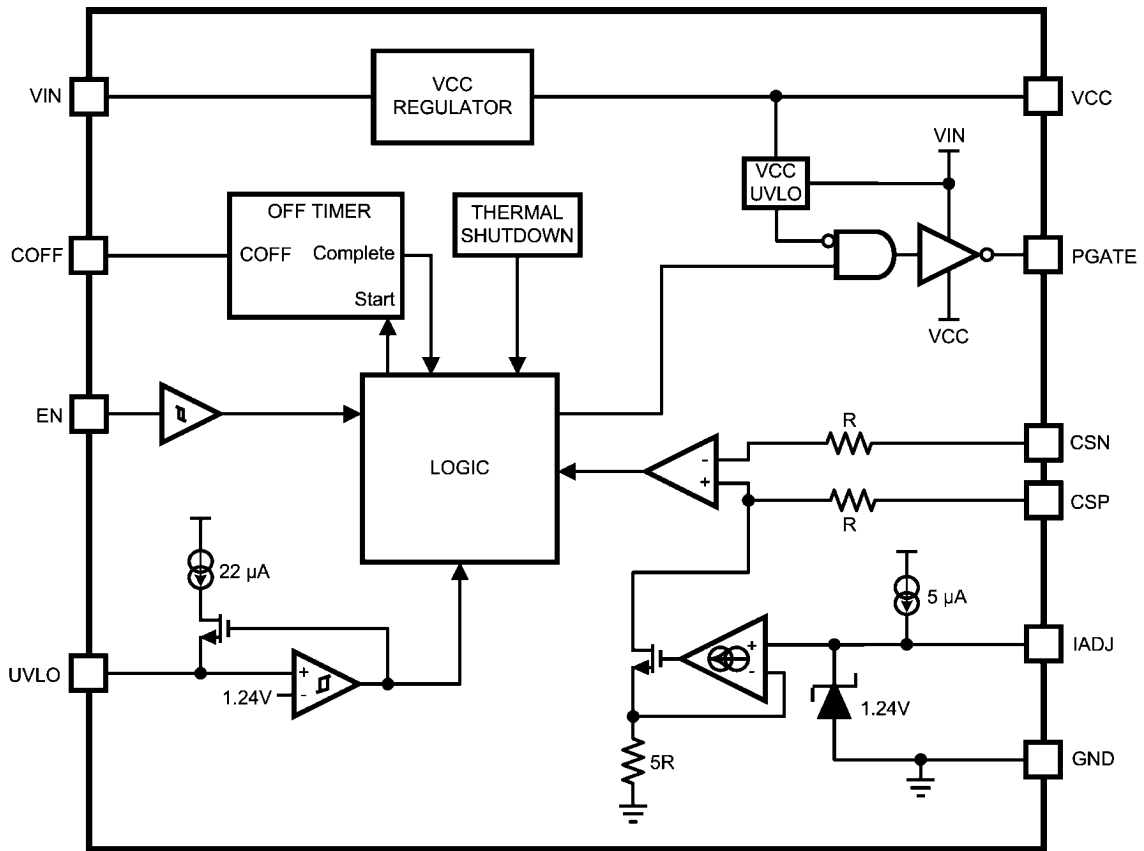 VIN
VCC
REGULATOR
VCC
VIN
VCC
UVLO
OFF TIMER
THERMAL
SHUTDOWN
COFF
COFF
Complete
Start
PGATE
VCC
EN
LOGIC
-
+
R
CSN
R
CSP
22 µA
5 µA
UVLO
+
-
1.24V
+
-
IADJ
1.24V
5R
GND